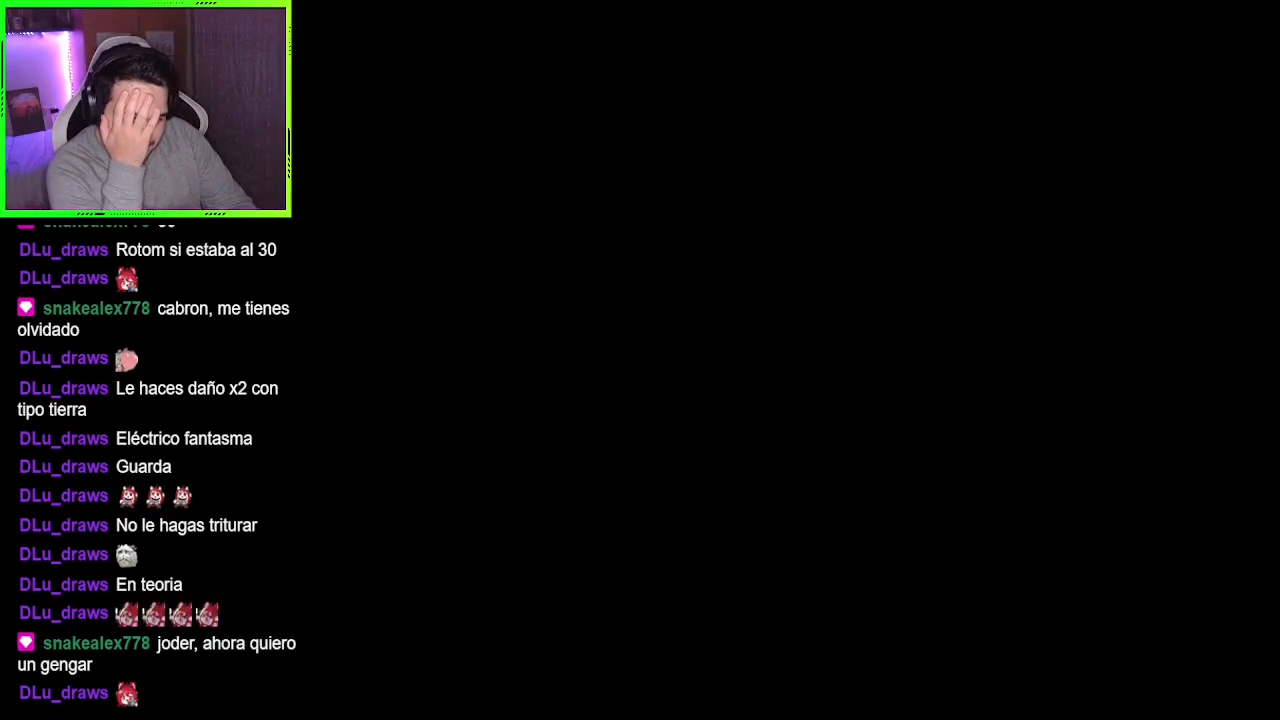 DLu_draws Rotom si estaba al 30
DLu_draws
snakealex778 cabron, me tienes
olvidado
DLu_draws
DLu_draws Le haces daño x2 con
tipo tierra
DLu_draws Eléctrico fantasma
DLu_draws Guarda
DLu_draws
DLu_draws No le hagas triturar
DLu_draws
DLu_draws En teoria
DLu_draws
snakealex778 joder, ahora quiero
un gengar
DLu_draws